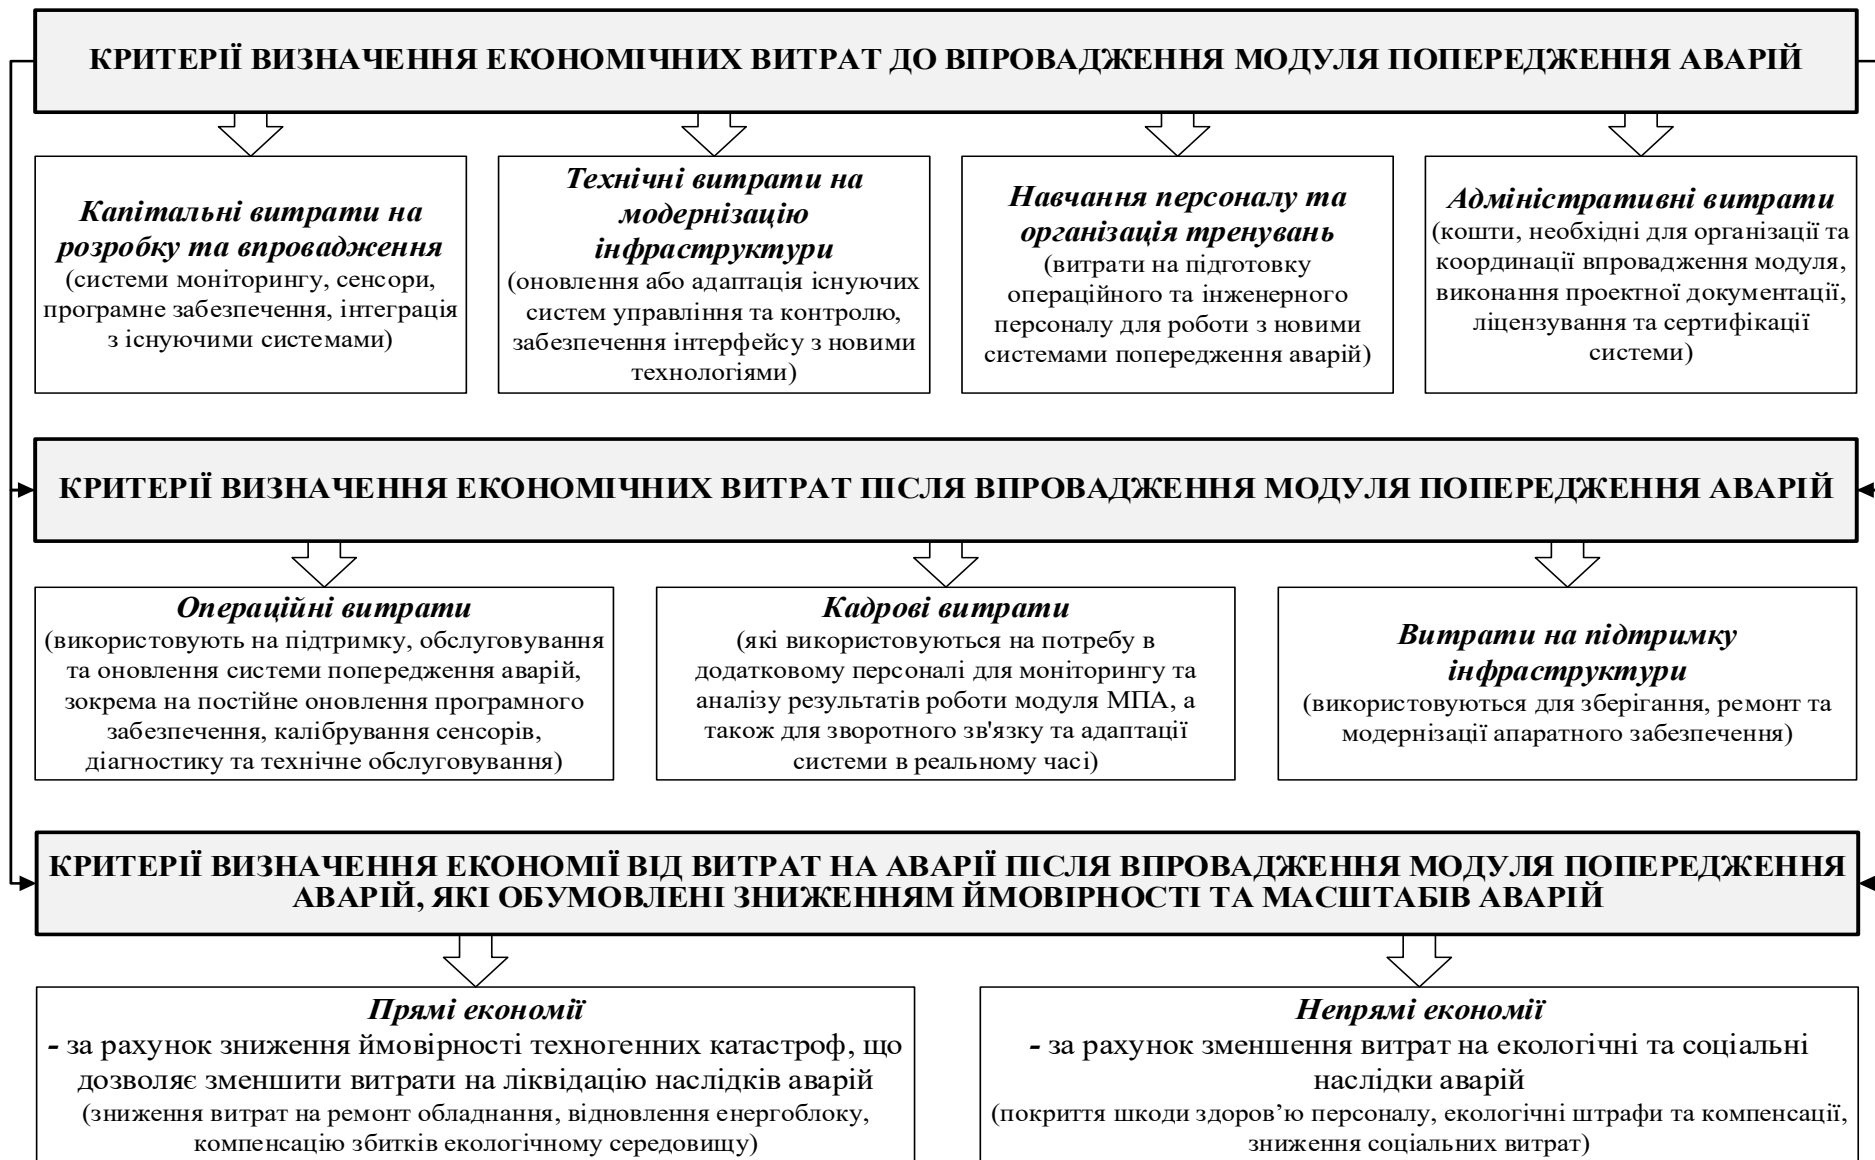 КРИТЕРІЇ ВИЗНАЧЕННЯ ЕКОНОМІЧНИХ ВИТРАТ ДО ВПРОВАДЖЕННЯ МОДУЛЯ ПОПЕРЕДЖЕННЯ АВАРІЙ
Капітальні витрати на
розробку та впровадження
(системи моніторингу, сенсори,
програмне забезпечення, інтеграція
з існуючими системами)
Технічні витрати на
модернізацію
інфраструктури
(оновлення або адаптація існуючих
систем управління та контролю,
забезпечення інтерфейсу з новими
технологіями)
Навчання персоналу та
організація тренувань
(витрати на підготовку
операційного та інженерного
персоналу для роботи з новими
системами попередження аварій)
Адміністративні витрати
(кошти, необхідні для організації та
координації впровадження модуля,
виконання проектної документації,
ліцензування та сертифікації
системи)
КРИТЕРІЇ ВИЗНАЧЕННЯ ЕКОНОМІЧНИХ ВИТРАТ ПІСЛЯ ВПРОВАДЖЕННЯ МОДУЛЯ ПОПЕРЕДЖЕННЯ АВАРІЙ
Операційні витрати
(використовують на підтримку, обслуговування
та оновлення системи попередження аварій,
зокрема на постійне оновлення програмного
забезпечення, калібрування сенсорів,
діагностику та технічне обслуговування)
Кадрові витрати
(які використовуються на потребу в
додатковому персоналі для моніторингу та
аналізу результатів роботи модуля МПА, а
також для зворотного зв'язку та адаптації
системи в реальному часі)
Витрати на підтримку
інфраструктури
(використовуються для зберігання, ремонт та
модернізації апаратного забезпечення)
КРИТЕРІЇ ВИЗНАЧЕННЯ ЕКОНОМІЇ ВІД ВИТРАТ НА АВАРІЇ ПІСЛЯ ВПРОВАДЖЕННЯ МОДУЛЯ ПОПЕРЕДЖЕННЯ
АВАРІЙ, ЯКІ ОБУМОВЛЕНІ ЗНИЖЕННЯМ ЙМОВІРНОСТІ ТА МАСШТАБІВ АВАРІЙ
Прямі економії
- за рахунок зниження ймовірності техногенних катастроф, що
дозволяє зменшити витрати на ліквідацію наслідків аварій
(зниження витрат на ремонт обладнання, відновлення енергоблоку,
компенсацію збитків екологічному середовищу)
Непрямі економії
- за рахунок зменшення витрат на екологічні та соціальні
наслідки аварій
(покриття шкоди здоров’ю персоналу, екологічні штрафи та компенсації,
зниження соціальних витрат)